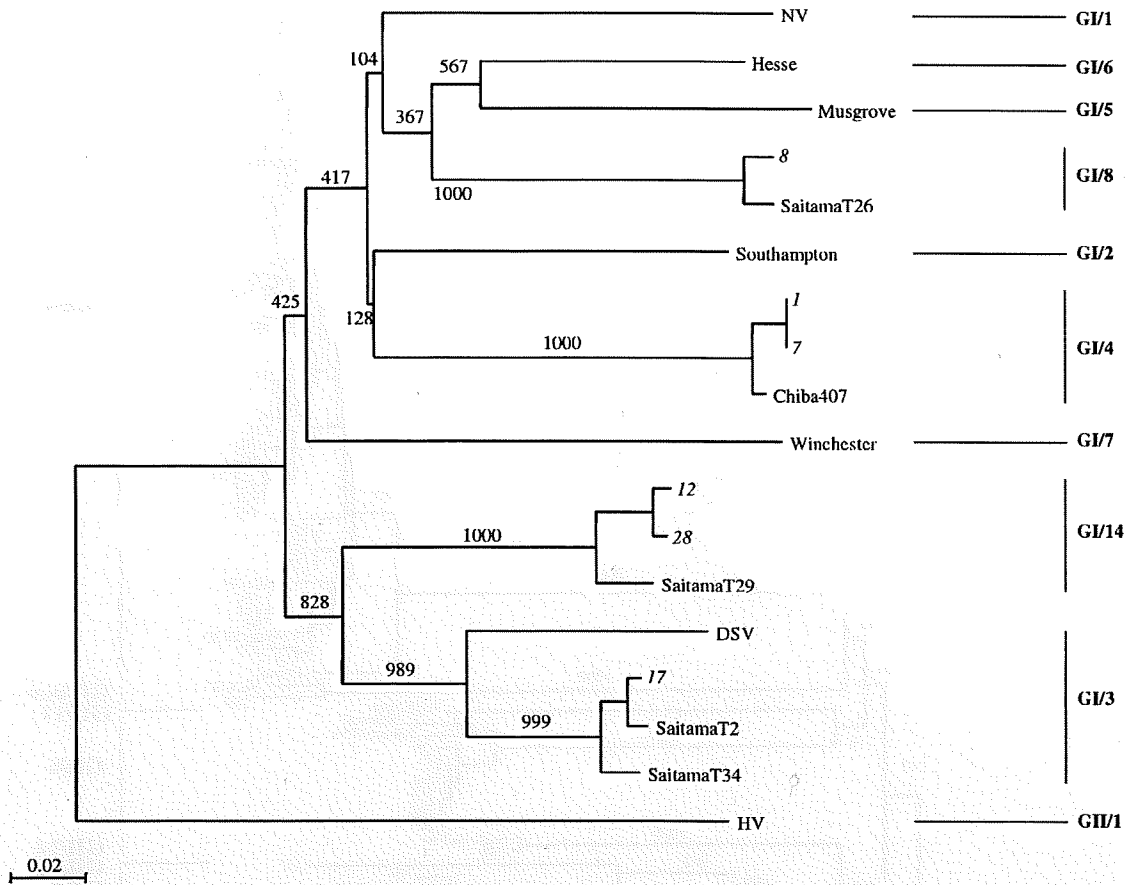 NV GI/1
104
567 Hesse GI/6
367 Musgrove GI/5
8
417 GI/8
1000 SaitamaT26
Southampton GI/2
425 1
128
1000 7 GI/4
Chiba407
Winchester GI/7
12
1000 28 GI/14
SaitamaT29
828
DSV
989 17 GI/3
999 SaitamaT2
SaitamaT34
HV GII/1
0.02